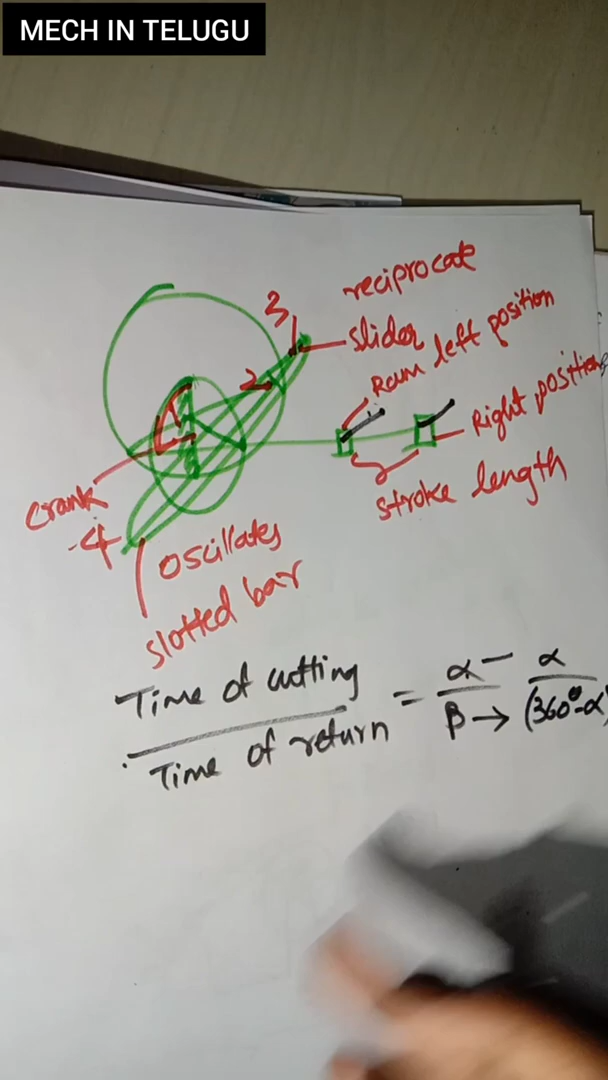 MECH IN TELUGU
reciprocate
3
slider
Ram left position
2
Right position
stroke length
crank
4
oscillates
slotted bar
Time of cutting
Time of return
= α / β → α / (360°-α)